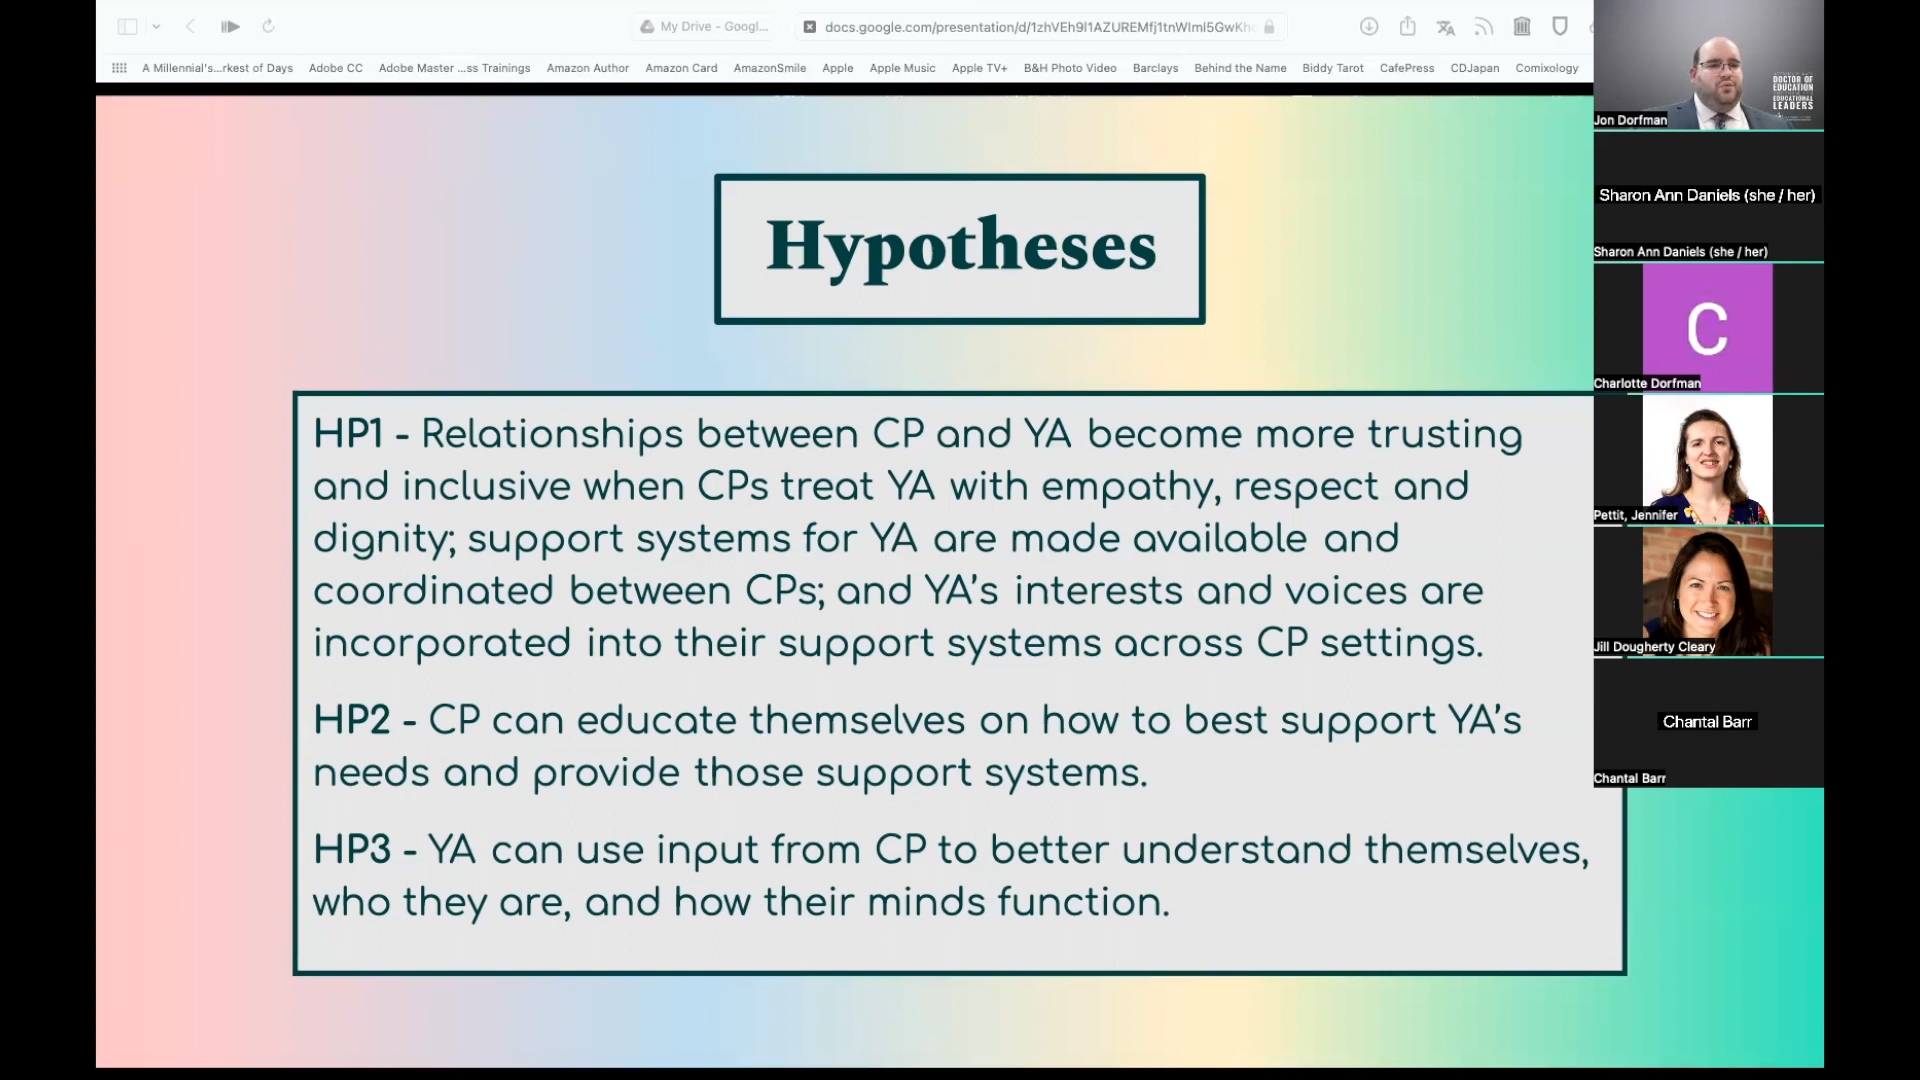 My Drive - Googl...
docs.google.com/presentation/d/1zhVEh9l1AZUREMfj1tnWlml5GwKh
A Millennial's...rkest of Days
Adobe CC
Adobe Master ...ss Trainings
Amazon Author
Amazon Card
AmazonSmile
Apple
Apple Music
Apple TV+
B&H Photo Video
Barclays
Behind the Name
Biddy Tarot
CafePress
CDJapan
Comixology
DOCTOR OF
EDUCATION
EDUCATIONAL
LEADERS
Jon Dorfman
Sharon Ann Daniels (she / her)
Sharon Ann Daniels (she / her)
C
Charlotte Dorfman
Pettit, Jennifer
Jill Dougherty Cleary
Chantal Barr
Chantal Barr
Hypotheses
HP1 - Relationships between CP and YA become more trusting
and inclusive when CPs treat YA with empathy, respect and
dignity; support systems for YA are made available and
coordinated between CPs; and YA's interests and voices are
incorporated into their support systems across CP settings.
HP2 - CP can educate themselves on how to best support YA's
needs and provide those support systems.
HP3 - YA can use input from CP to better understand themselves,
who they are, and how their minds function.